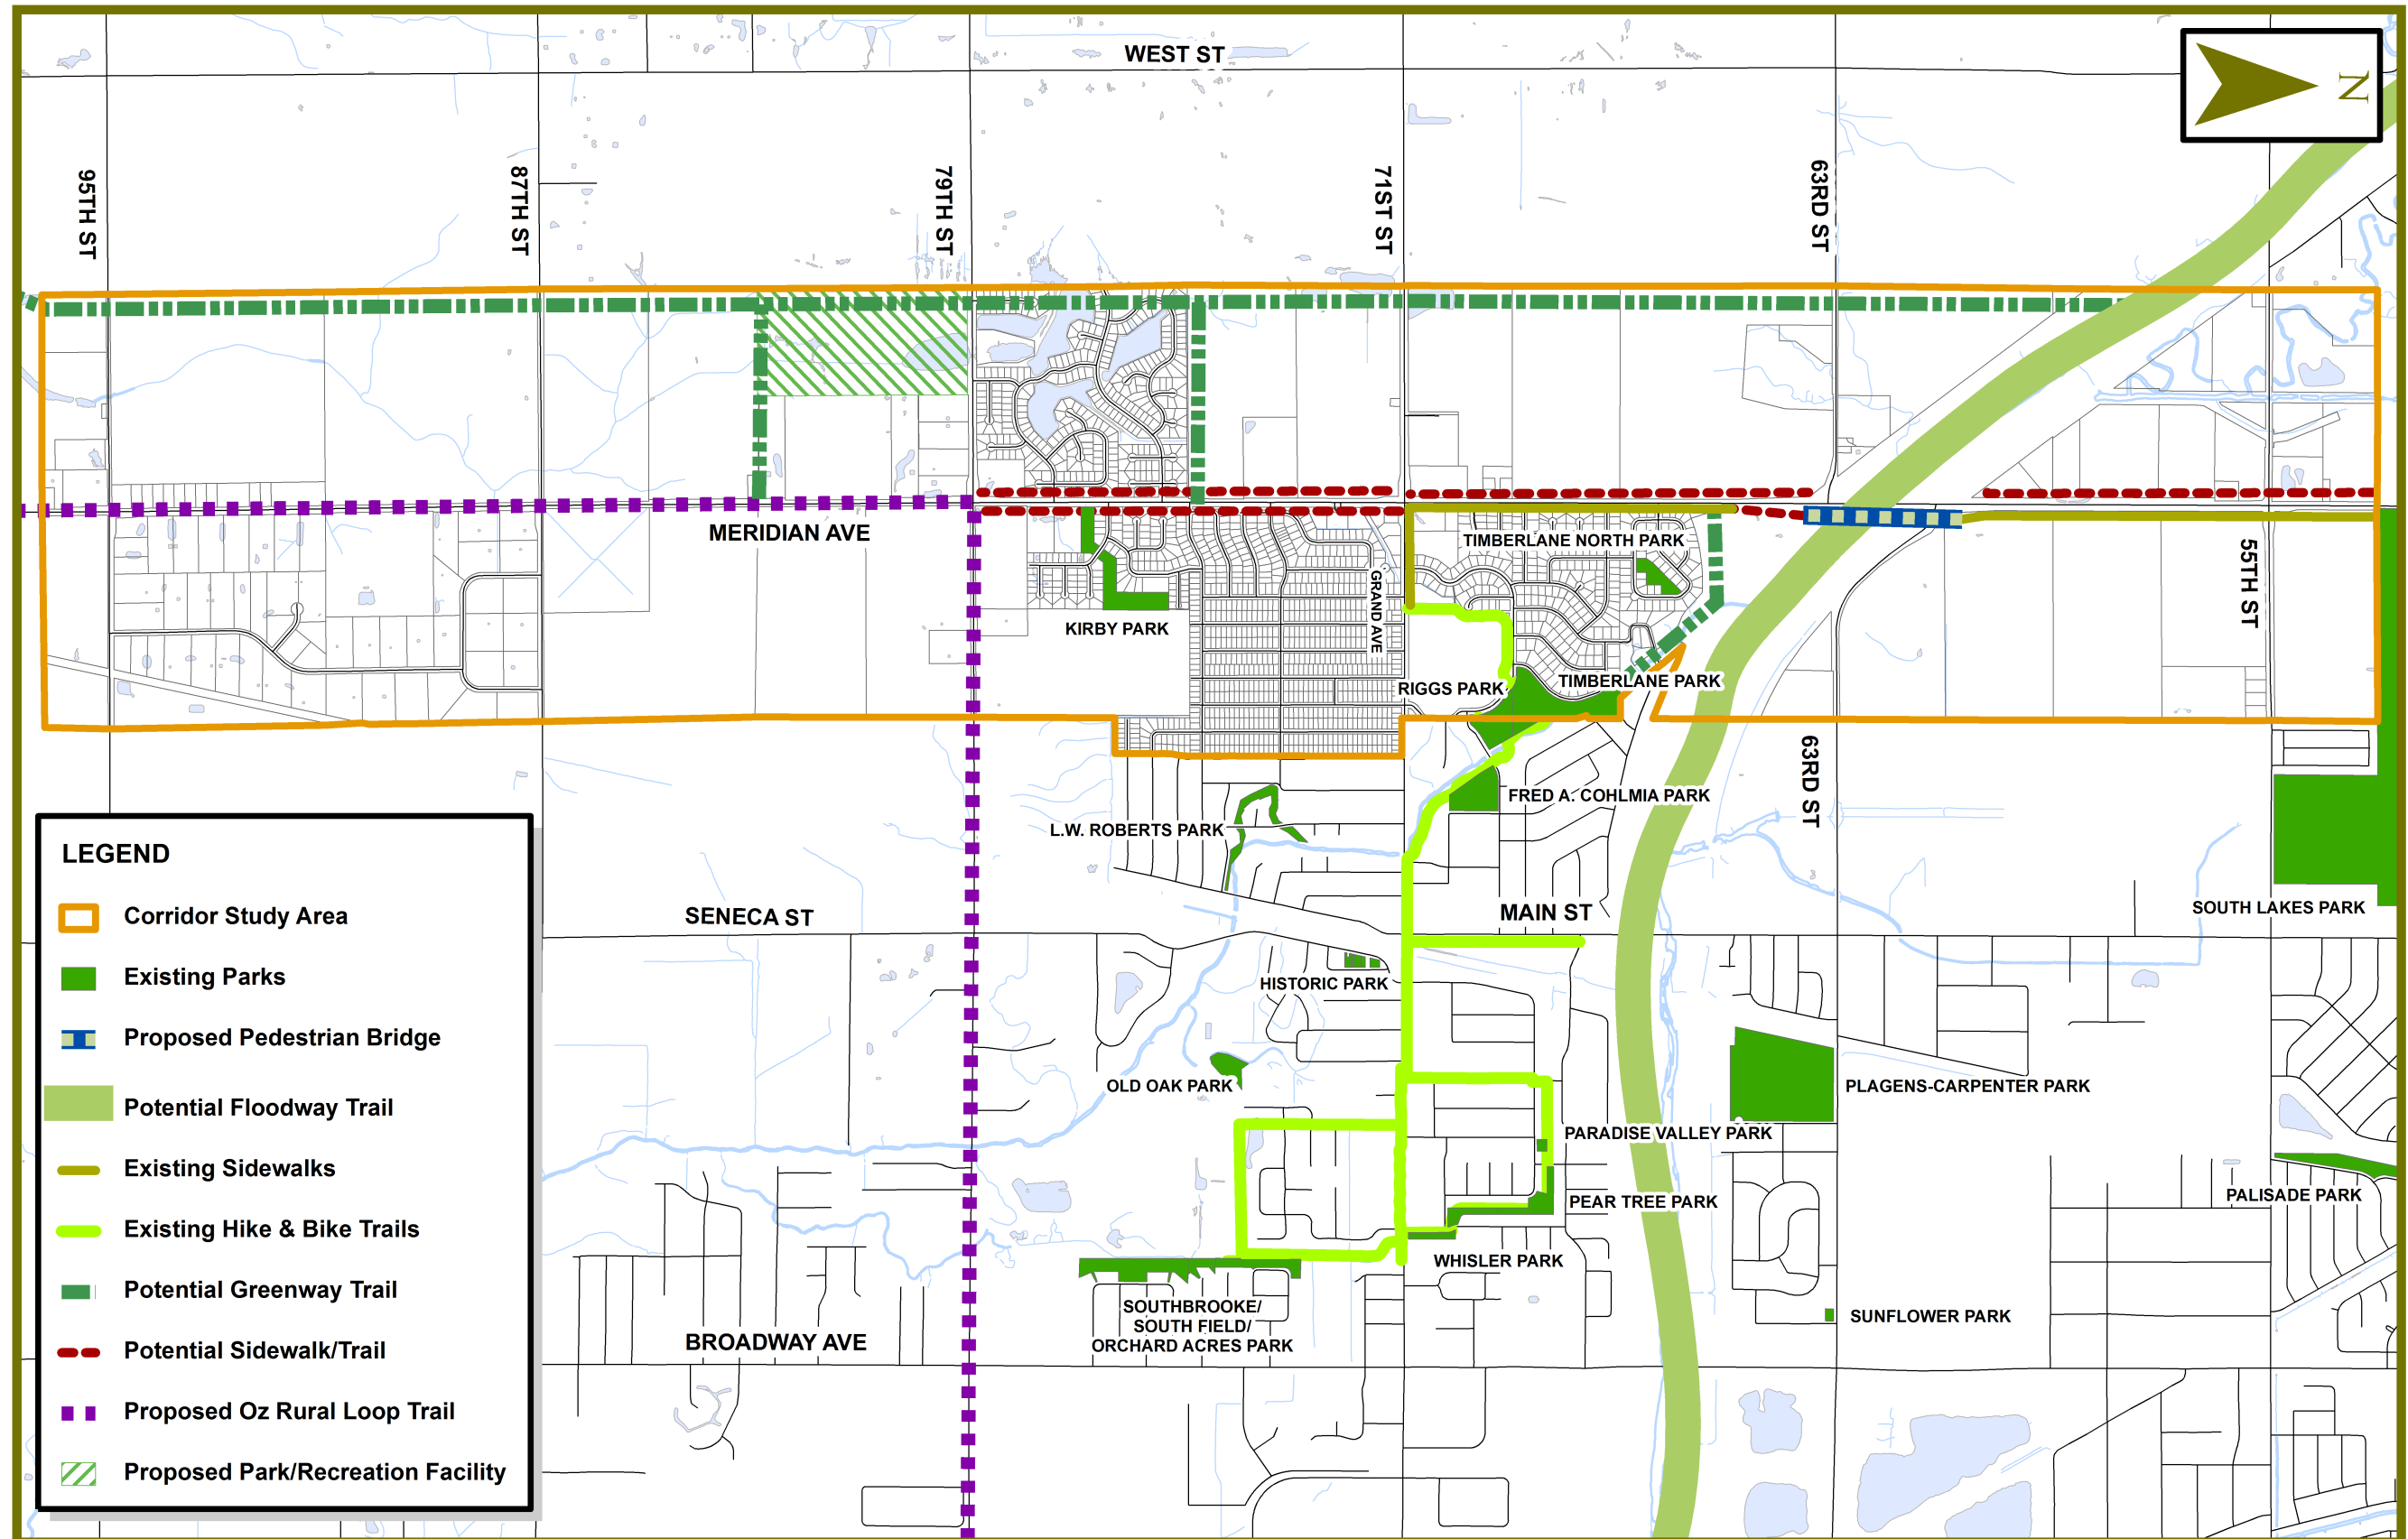 WEST ST
N
95TH ST
87TH ST
79TH ST
71ST ST
63RD ST
MERIDIAN AVE
TIMBERLANE NORTH PARK
55TH ST
GRAND AVE
KIRBY PARK
RIGGS PARK
TIMBERLANE PARK
63RD ST
FRED A. COHLMIA PARK
L.W. ROBERTS PARK
SENECA ST
MAIN ST
SOUTH LAKES PARK
HISTORIC PARK
OLD OAK PARK
PLAGENS-CARPENTER PARK
PARADISE VALLEY PARK
PEAR TREE PARK
PALISADE PARK
WHISLER PARK
SOUTHBROOKE/
SOUTH FIELD/
ORCHARD ACRES PARK
SUNFLOWER PARK
BROADWAY AVE
LEGEND
Corridor Study Area
Existing Parks
Proposed Pedestrian Bridge
Potential Floodway Trail
Existing Sidewalks
Existing Hike & Bike Trails
Potential Greenway Trail
Potential Sidewalk/Trail
Proposed Oz Rural Loop Trail
Proposed Park/Recreation Facility